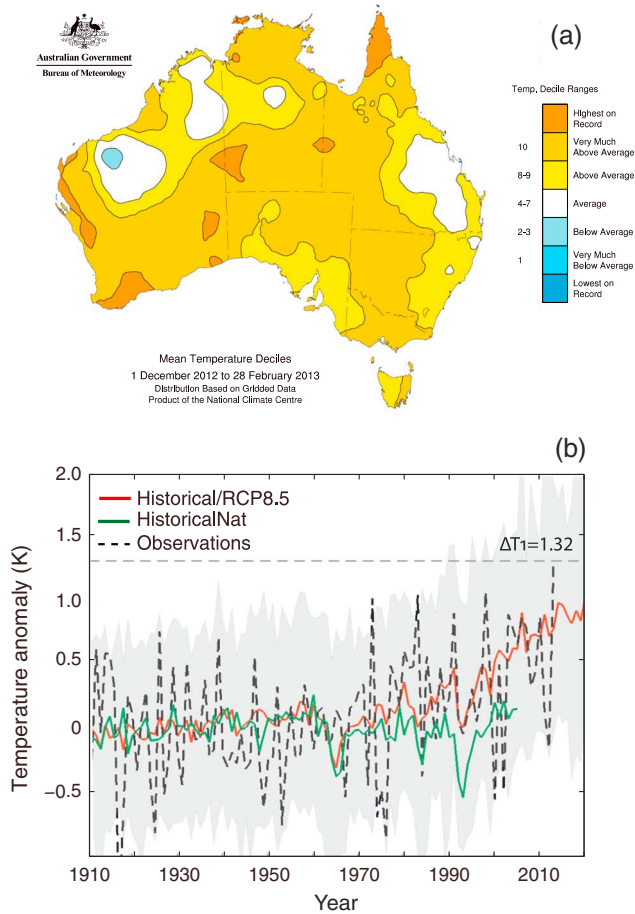 (a)
Australian Government
Bureau of Meteorology
Temp. Decile Ranges
Highest on
Record
10
Very Much
Above Average
8-9
Above Average
4-7
Average
2-3
Below Average
1
Very Much
Below Average
Lowest on
Record
Mean Temperature Deciles
1 December 2012 to 28 February 2013
Distribution Based on Gridded Data
Product of the National Climate Centre
(b)
2.0
1.5
1.0
0.5
0
−0.5
Temperature anomaly (K)
Historical/RCP8.5
HistoricalNat
Observations
ΔT1=1.32
1910 1930 1950 1970 1990 2010
Year